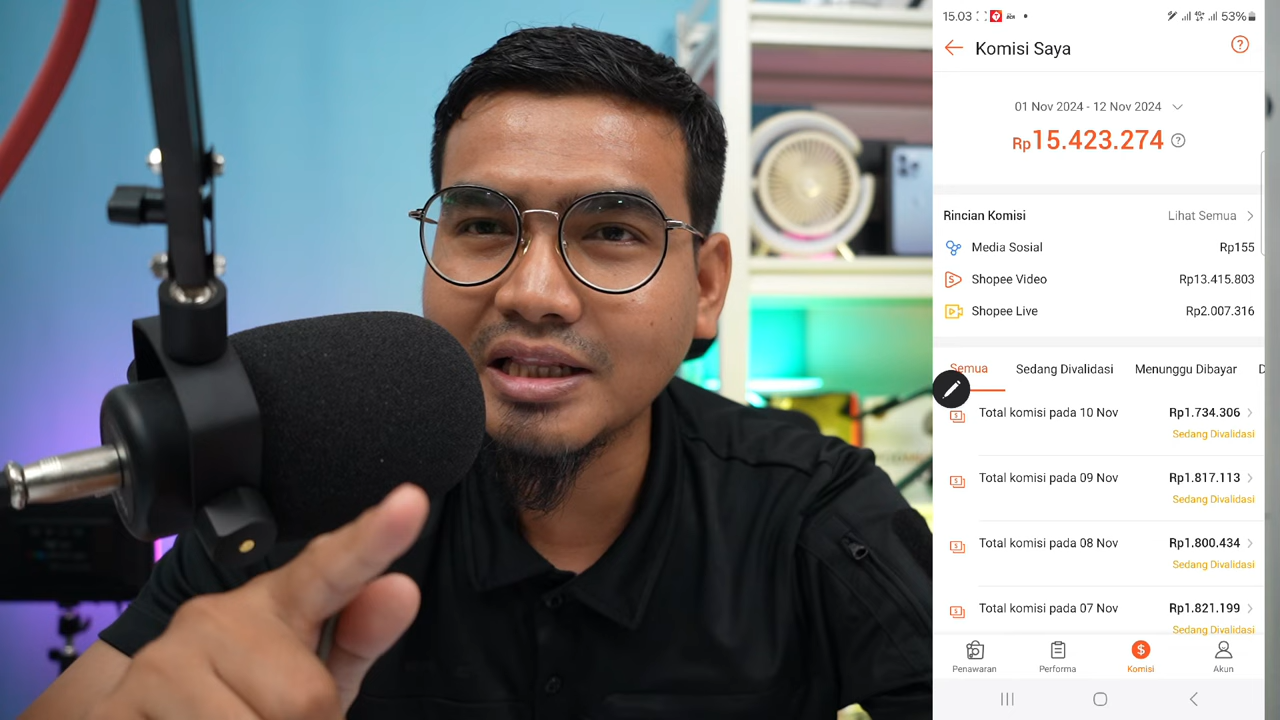 15.03
4G+
53%
Komisi Saya
01 Nov 2024 - 12 Nov 2024
Rp15.423.274
Rincian Komisi
Lihat Semua
Media Sosial
Rp155
Shopee Video
Rp13.415.803
Shopee Live
Rp2.007.316
Semua
Sedang Divalidasi
Menunggu Dibayar
D
Total komisi pada 10 Nov
Rp1.734.306
Sedang Divalidasi
Total komisi pada 09 Nov
Rp1.817.113
Sedang Divalidasi
Total komisi pada 08 Nov
Rp1.800.434
Sedang Divalidasi
Total komisi pada 07 Nov
Rp1.821.199
Sedang Divalidasi
Penawaran
Performa
Komisi
Akun